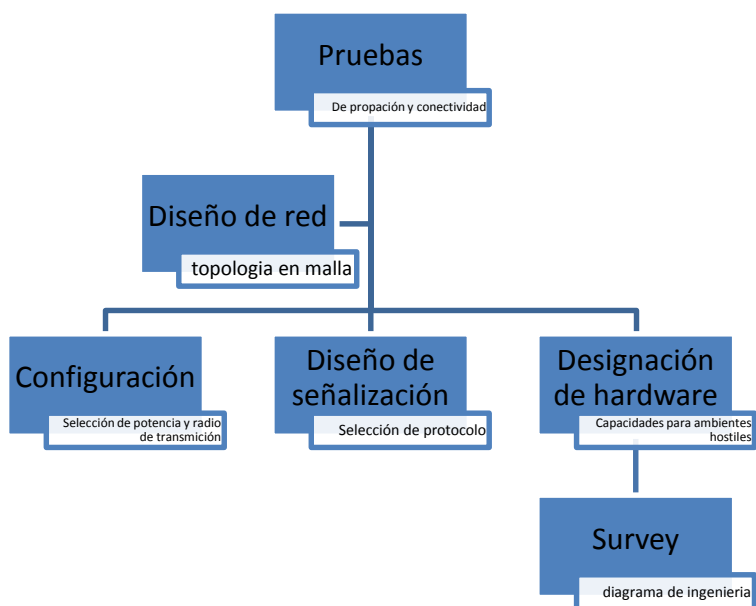 Pruebas
De propación y conectividad
Diseño de red
topologia en malla
Configuración
Selección de potencia y radio
de transmición
Diseño de
señalización
Selección de protocolo
Designación
de hardware
Capacidades para ambientes
hostiles
Survey
diagrama de ingenieria